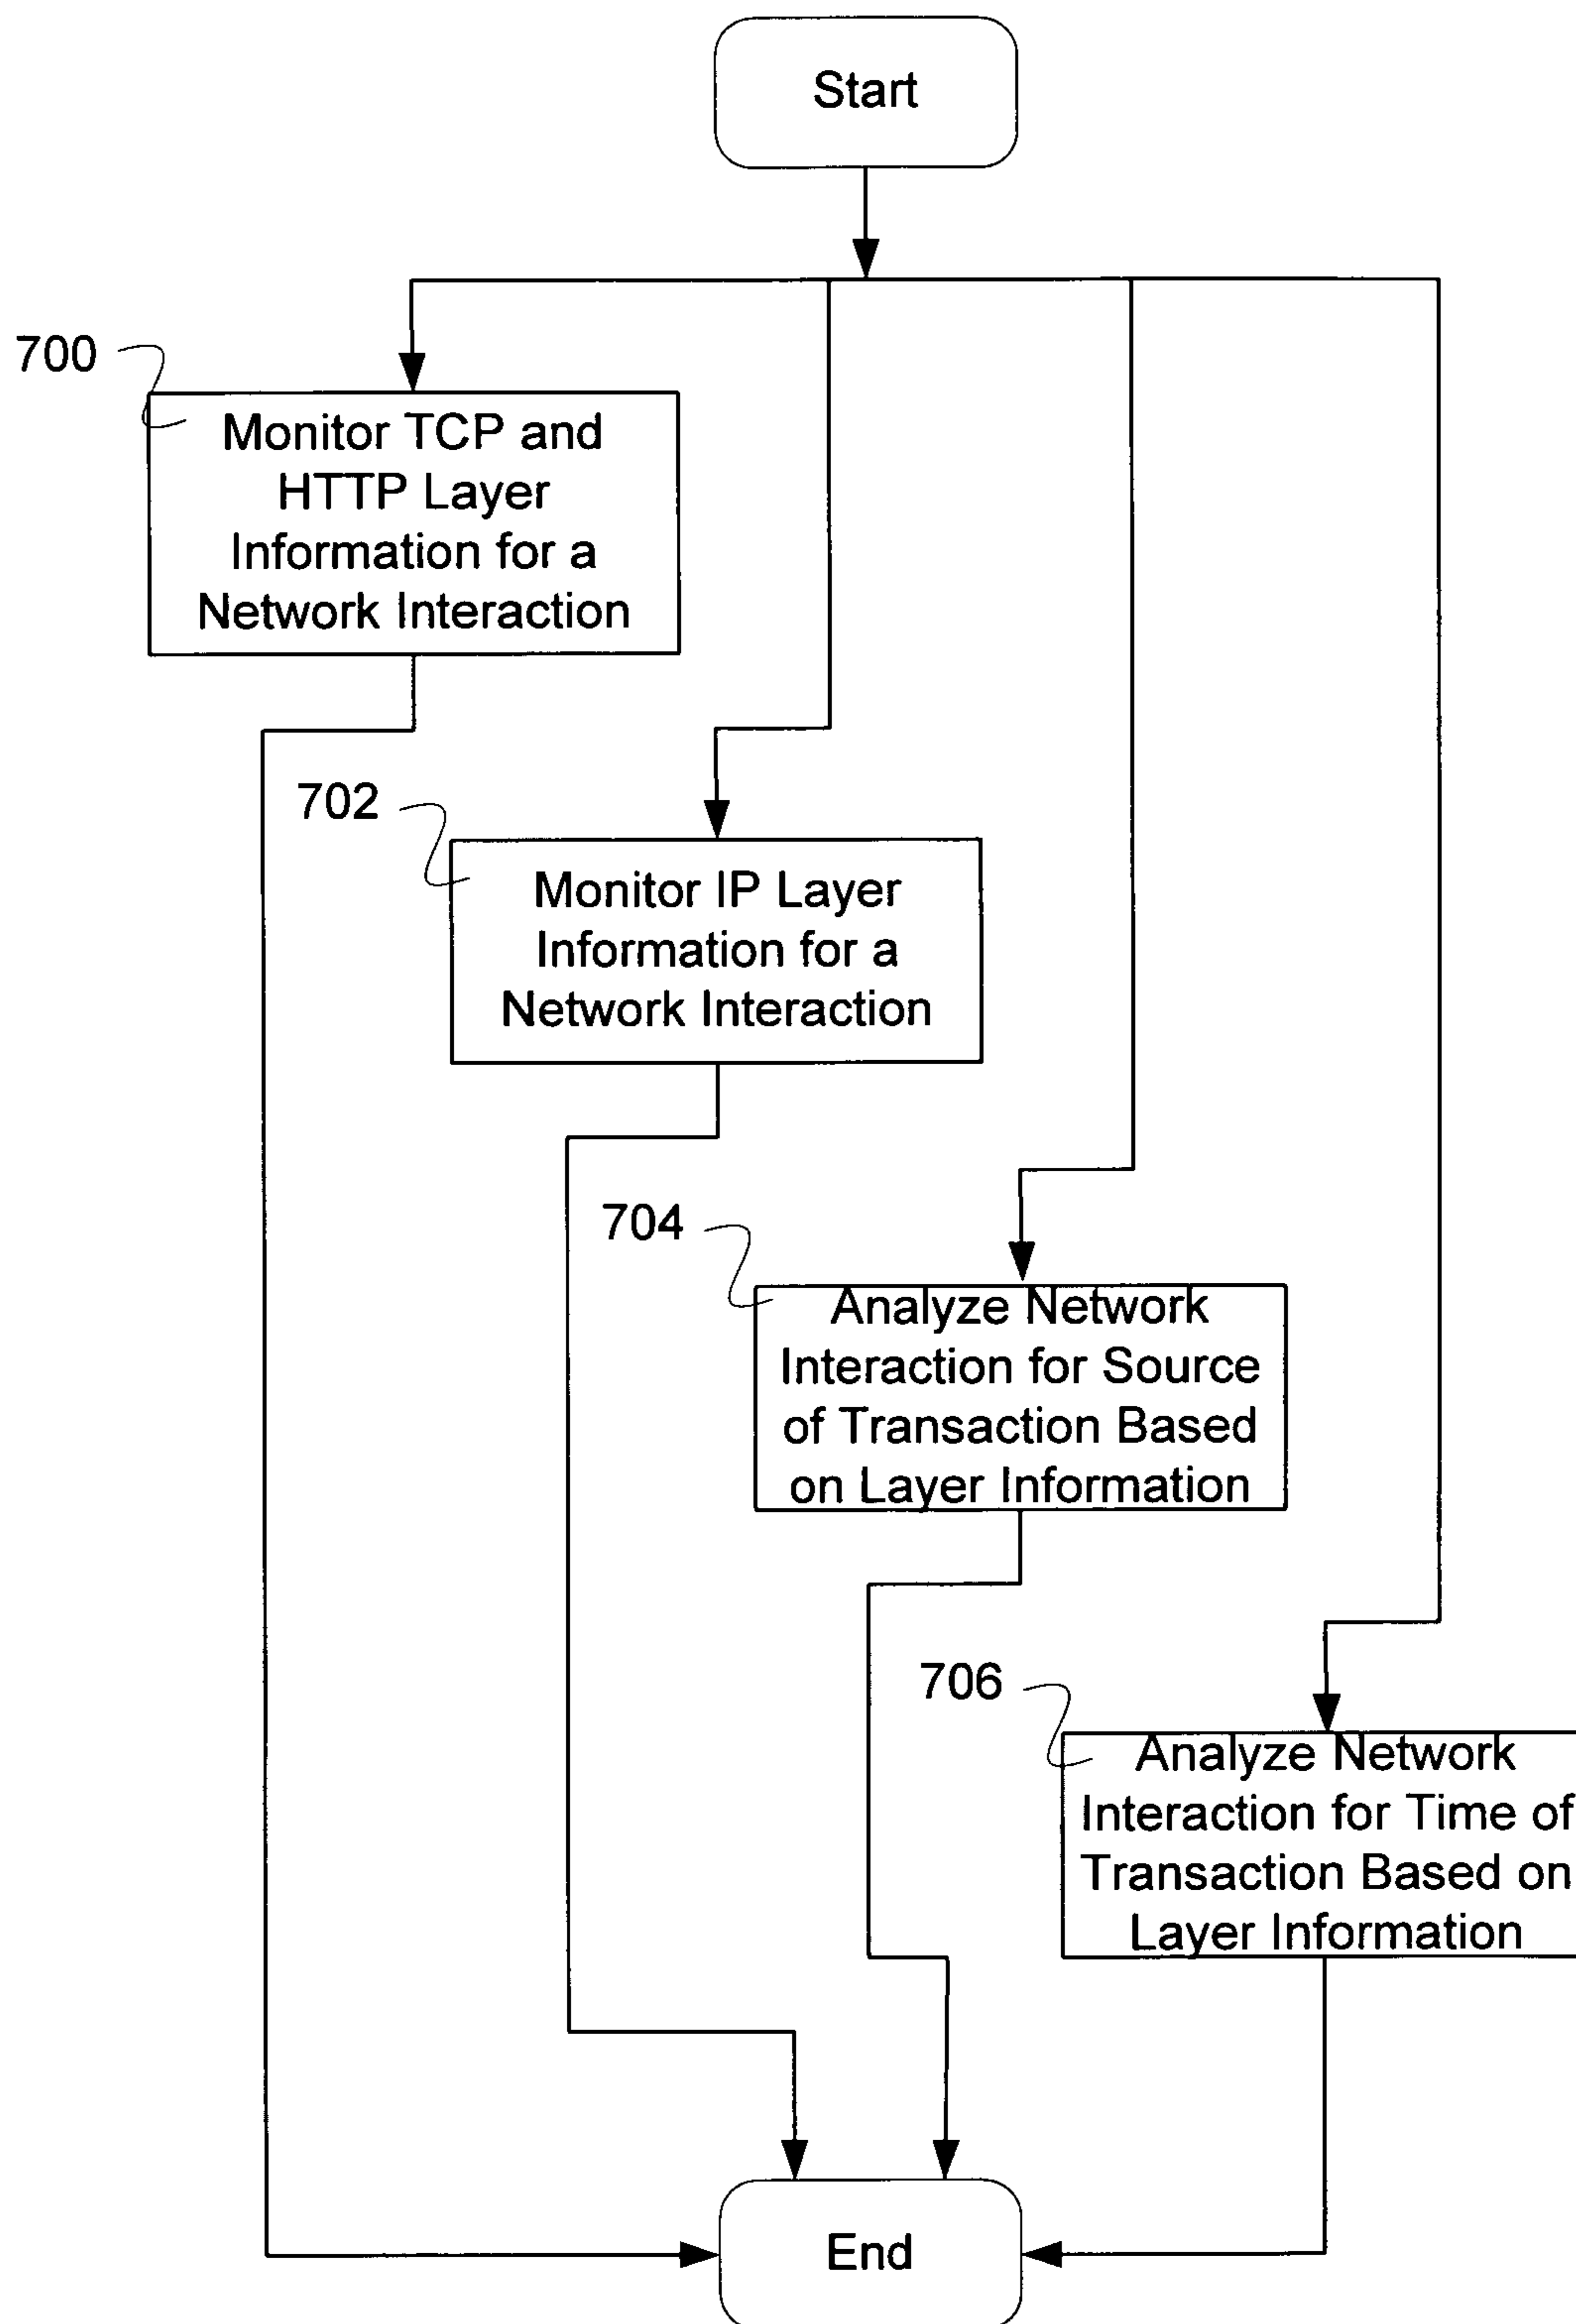 Start
700
Monitor TCP and
HTTP Layer
Information for a
Network Interaction
702
Monitor IP Layer
Information for a
Network Interaction
704
Analyze Network
Interaction for Source
of Transaction Based
on Layer Information
706
Analyze Network
Interaction for Time of
Transaction Based on
Layer Information
End